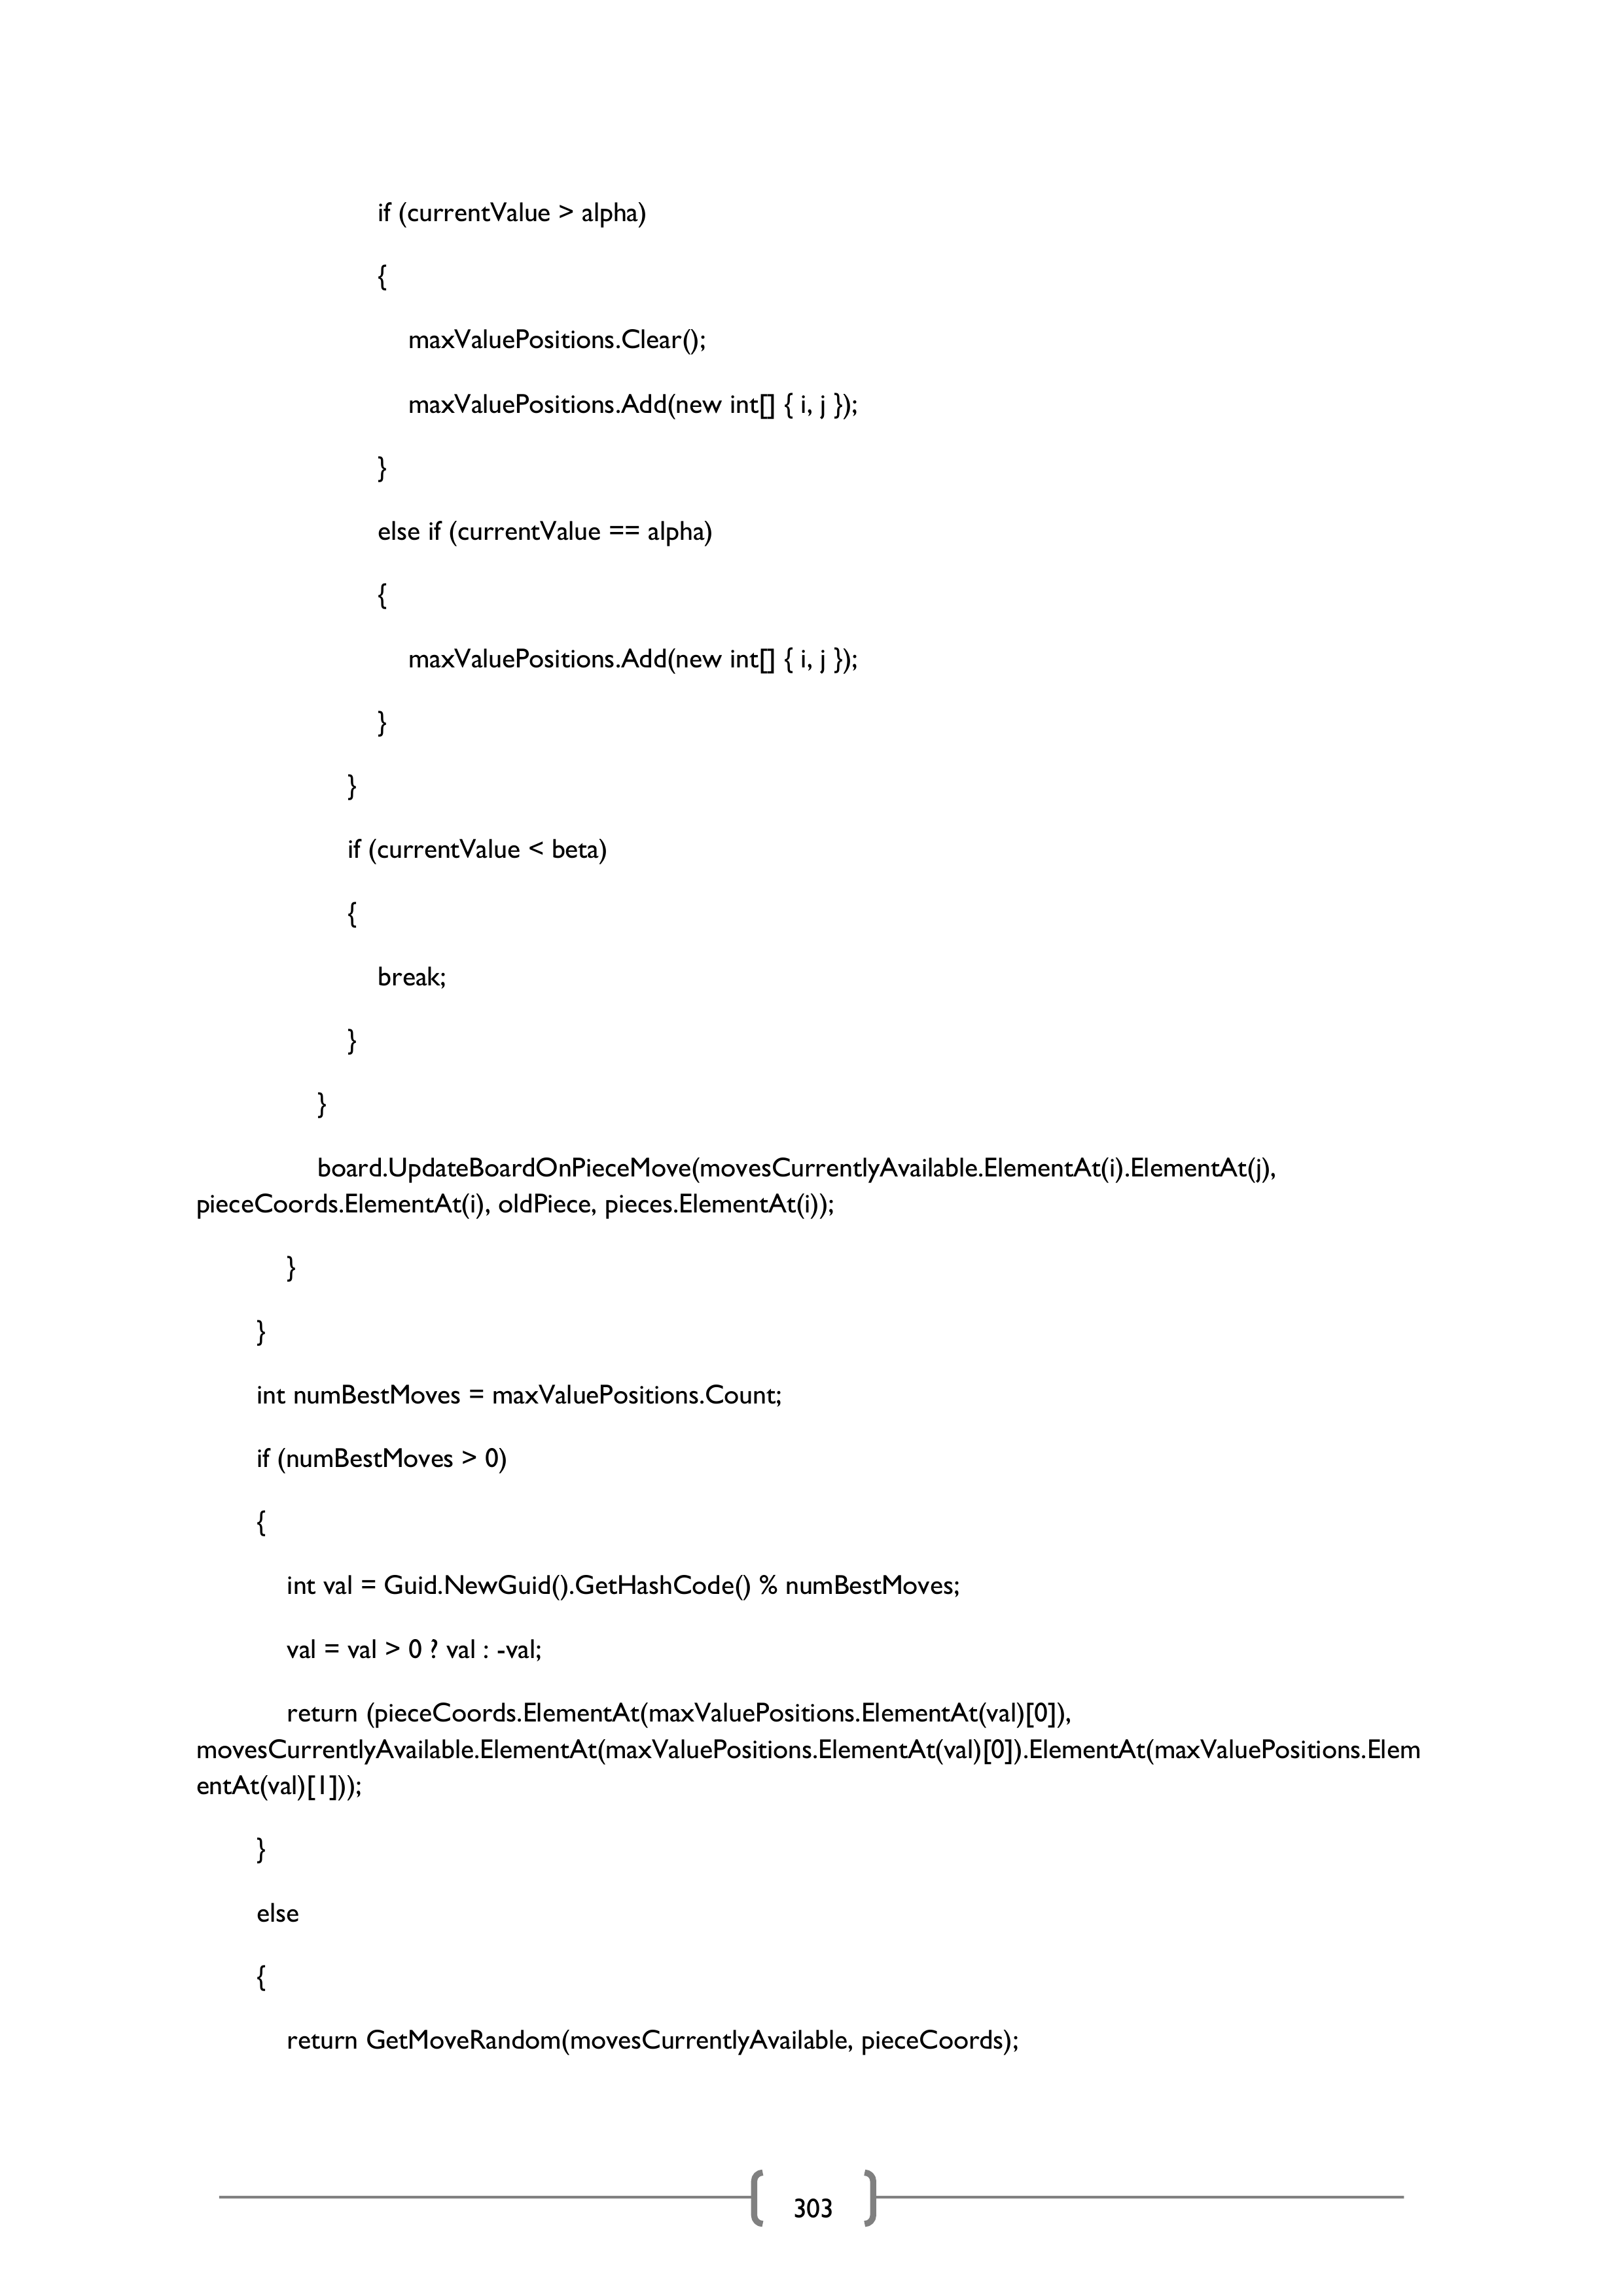 if (currentValue > alpha)
{
maxValuePositions.Clear();
maxValuePositions.Add(new int[] { i, j });
}
else if (currentValue == alpha)
{
maxValuePositions.Add(new int[] { i, j });
}
}
if (currentValue < beta)
{
break;
}
}
board.UpdateBoardOnPieceMove(movesCurrentlyAvailable.ElementAt(i).ElementAt(j),
pieceCoords.ElementAt(i), oldPiece, pieces.ElementAt(i));
}
}
int numBestMoves = maxValuePositions.Count;
if (numBestMoves > 0)
{
int val = Guid.NewGuid().GetHashCode() % numBestMoves;
val = val > 0 ? val : -val;
return (pieceCoords.ElementAt(maxValuePositions.ElementAt(val)[0]),
movesCurrentlyAvailable.ElementAt(maxValuePositions.ElementAt(val)[0]).ElementAt(maxValuePositions.Elem
entAt(val)[1]));
}
else
{
return GetMoveRandom(movesCurrentlyAvailable, pieceCoords);
303